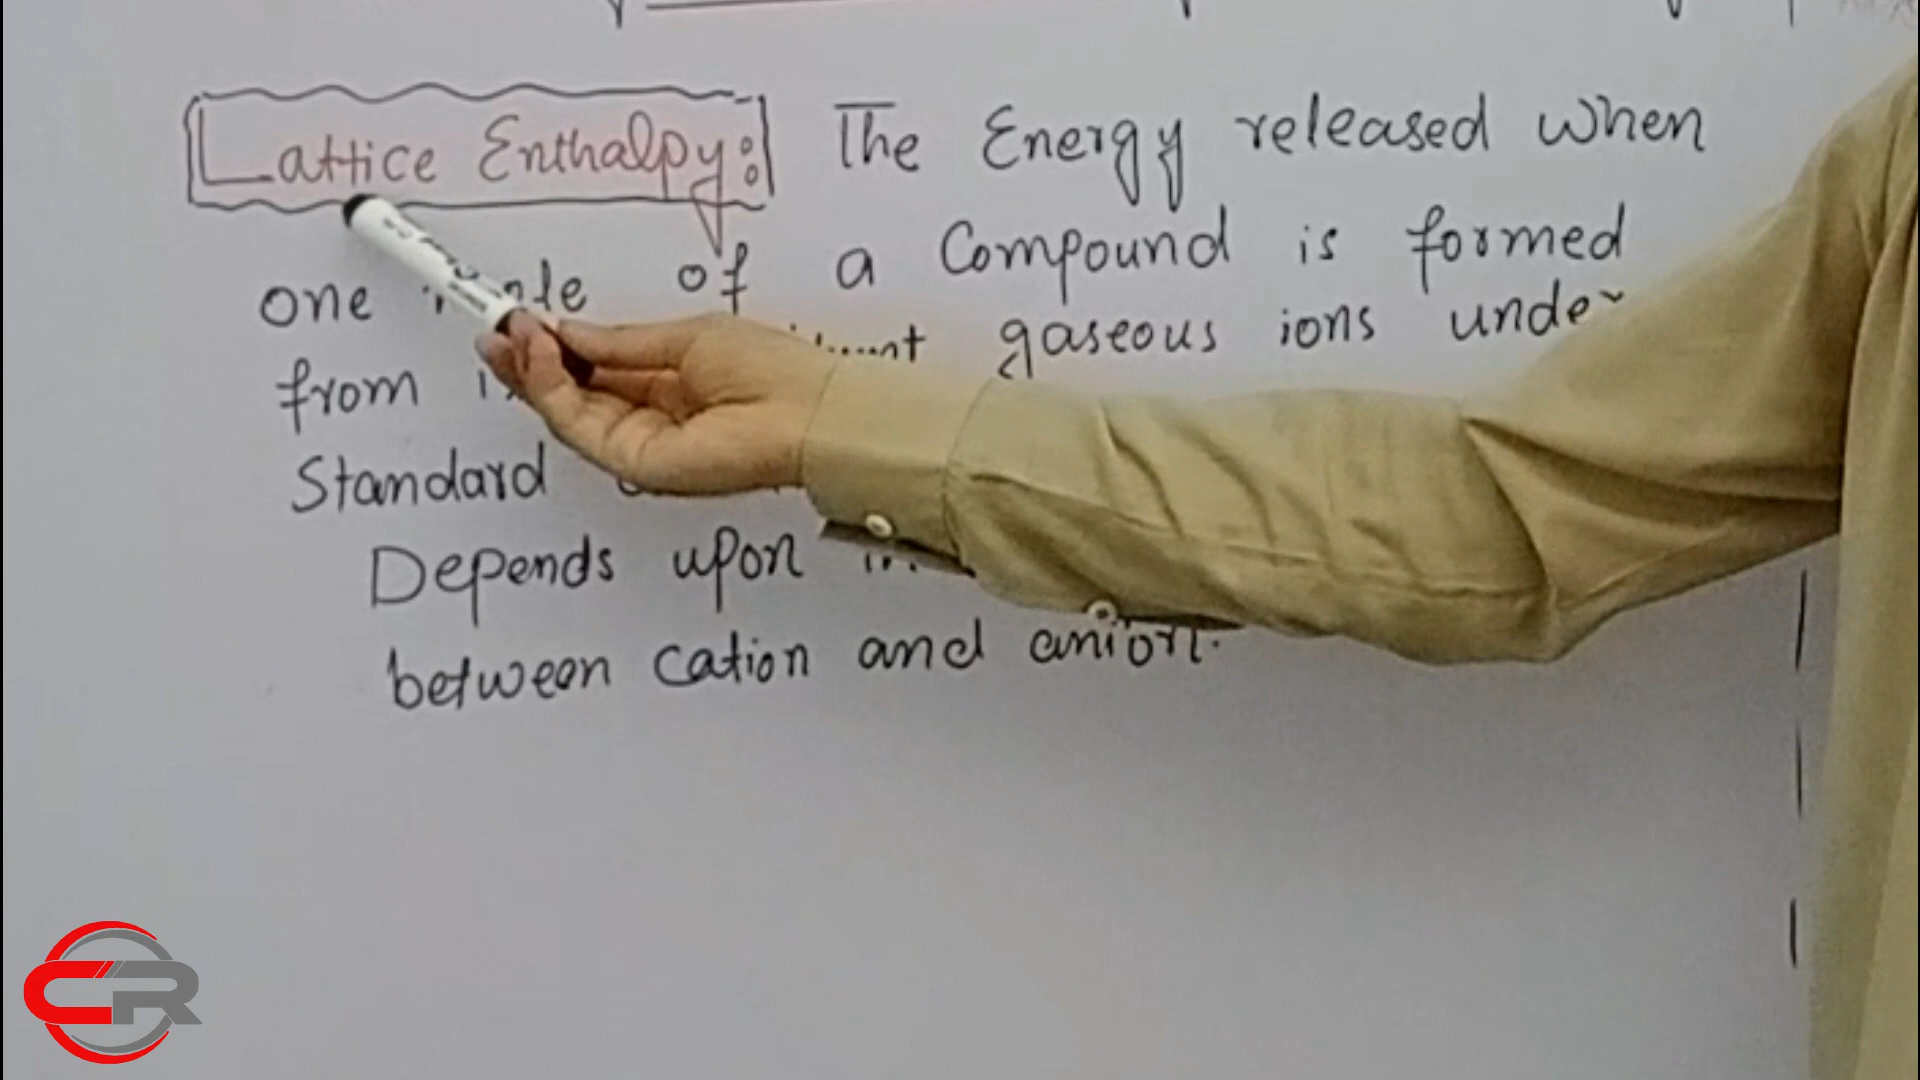 Lattice Enthalpy: The Energy released when
one of a Compound is formed
from gaseous ions under
Standard
Depends upon
between cation and anion.
CR